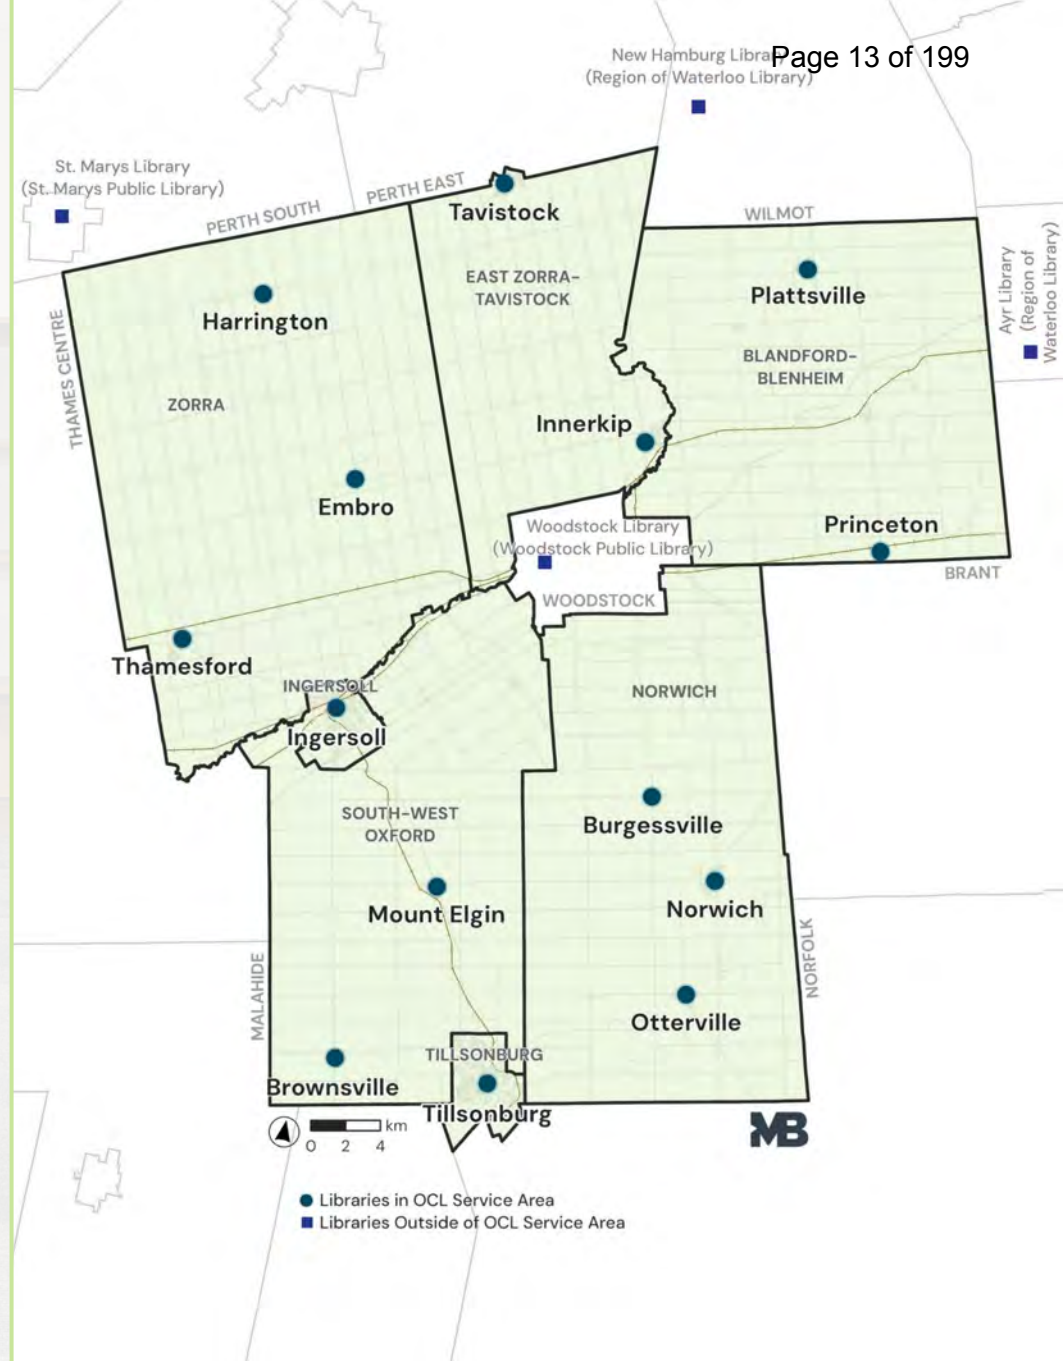 Page 13 of 199
New Hamburg Library
(Region of Waterloo Library)
St. Marys Library
(St. Marys Public Library)
PERTH SOUTH
PERTH EAST
Tavistock
WILMOT
EAST ZORRA-
TAVISTOCK
Harrington
Plattsville
Ayr Library
(Region of
Waterloo Library)
THAMES CENTRE
ZORRA
BLANDFORD-
BLENHEIM
Innerkip
Embro
Woodstock Library
(Woodstock Public Library)
Princeton
BRANT
WOODSTOCK
Thamesford
INGERSOLL
Ingersoll
NORWICH
SOUTH-WEST
OXFORD
Burgessville
Mount Elgin
Norwich
MALAHIDE
NORFOLK
Otterville
TILLSONBURG
Brownsville
Tillsonburg
km
0 2 4
MB
Libraries in OCL Service Area
Libraries Outside of OCL Service Area